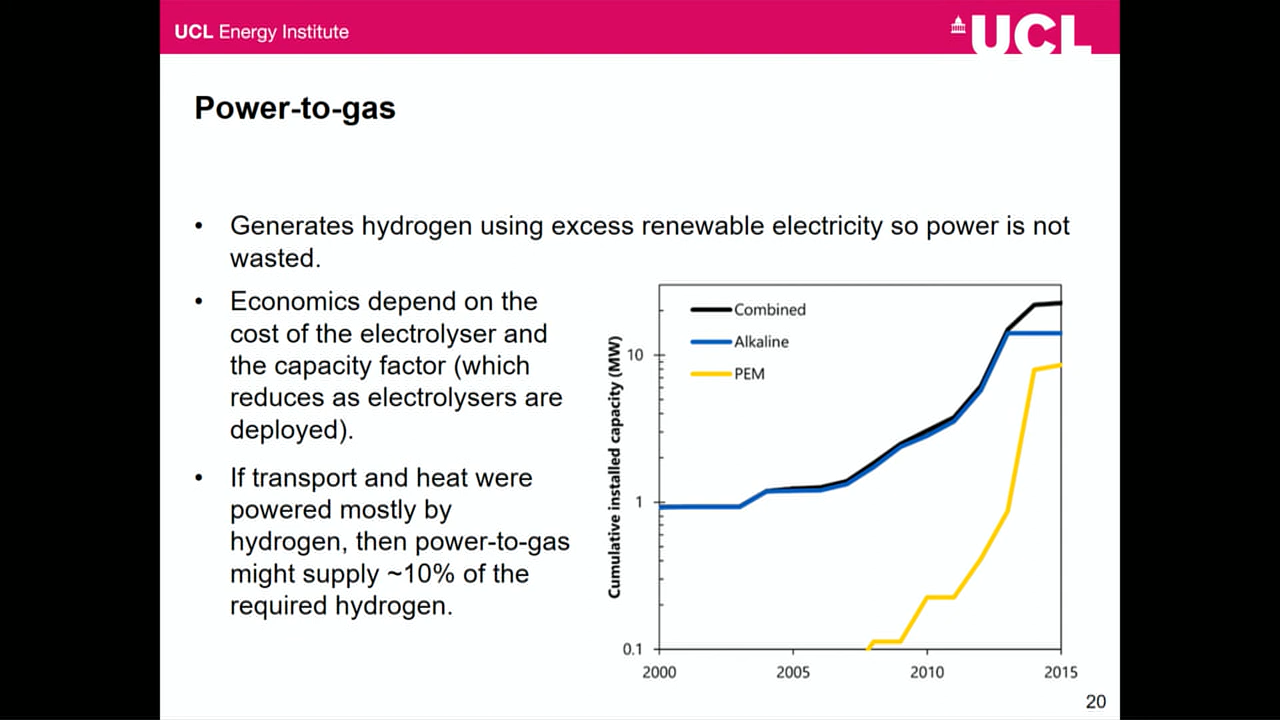 UCL Energy Institute
UCL
Power-to-gas
• Generates hydrogen using excess renewable electricity so power is not
wasted.
• Economics depend on the
cost of the electrolyser and
the capacity factor (which
reduces as electrolysers are
deployed).
• If transport and heat were
powered mostly by
hydrogen, then power-to-gas
might supply ~10% of the
required hydrogen.
Combined
Alkaline
PEM
Cumulative installed capacity (MW)
10
1
0.1
2000
2005
2010
2015
20